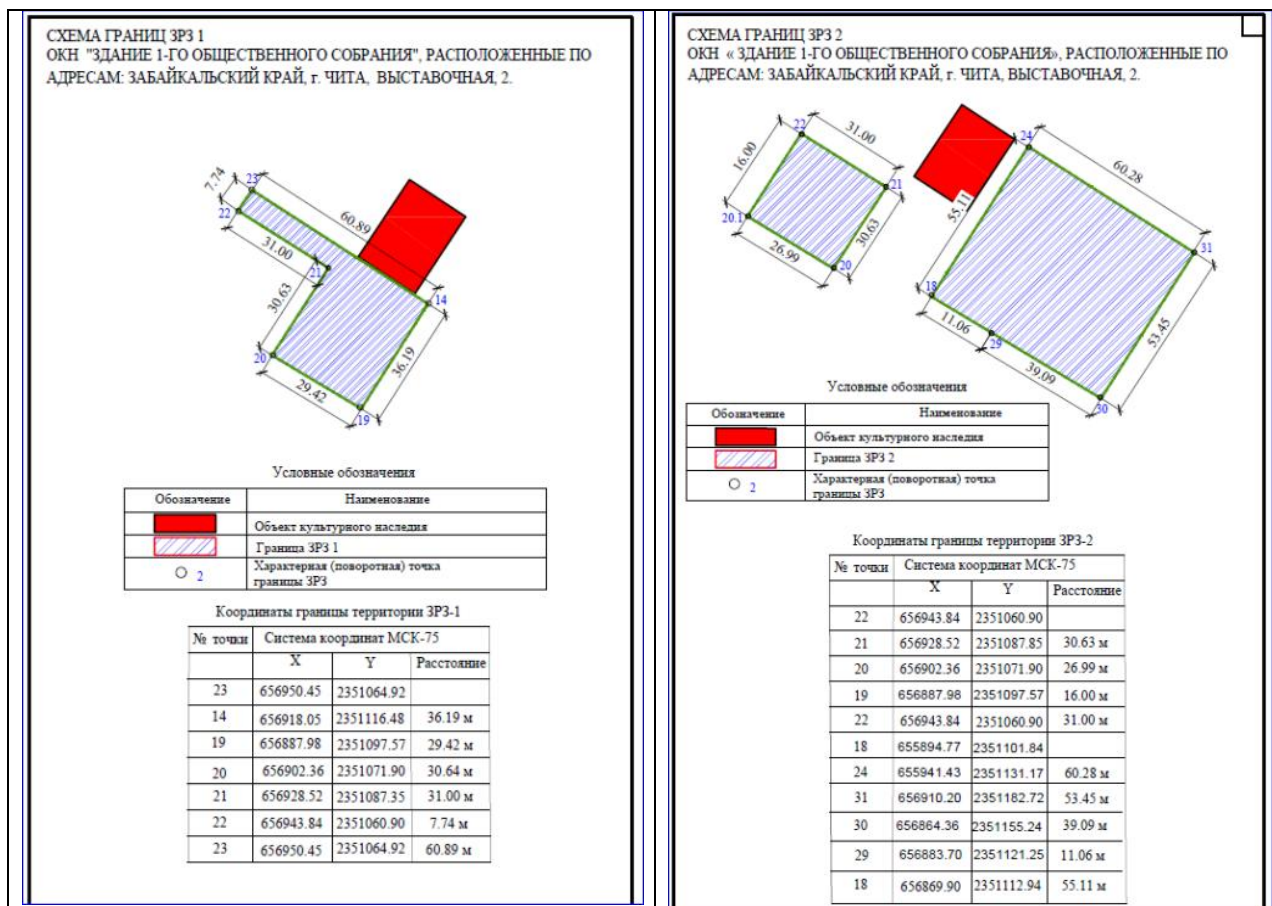 СХЕМА ГРАНИЦ ЗРЗ 1
ОКН "ЗДАНИЕ 1-ГО ОБЩЕСТВЕННОГО СОБРАНИЯ", РАСПОЛОЖЕННЫЕ ПО
АДРЕСАМ: ЗАБАЙКАЛЬСКИЙ КРАЙ, г. ЧИТА, ВЫСТАВОЧНАЯ, 2.
7.74
23
22
60.89
31.00
21
14
30.63
20
36.19
29.42
19
Условные обозначения
Обозначение Наименование
Объект культурного наследия
Граница ЗРЗ 1
2 Характерная (поворотная) точка
границы ЗРЗ
Координаты границы территории ЗРЗ-1
№ точки Система координат МСК-75
X Y Расстояние
23 656950.45 2351064.92
14 656918.05 2351116.48 36.19 м
19 656887.98 2351097.57 29.42 м
20 656902.36 2351071.90 30.64 м
21 656928.52 2351087.35 31.00 м
22 656943.84 2351060.90 7.74 м
23 656950.45 2351064.92 60.89 м
СХЕМА ГРАНИЦ ЗРЗ 2
ОКН « ЗДАНИЕ 1-ГО ОБЩЕСТВЕННОГО СОБРАНИЯ», РАСПОЛОЖЕННЫЕ ПО
АДРЕСАМ: ЗАБАЙКАЛЬСКИЙ КРАЙ, г. ЧИТА, ВЫСТАВОЧНАЯ, 2.
22
31.00
24
16.00
60.28
21
55.11
20.1
30.63
31
26.99
20
18
11.06
29
53.45
39.09
30
Условные обозначения
Обозначение Наименование
Объект культурного наследия
Граница ЗРЗ 2
2 Характерная (поворотная) точка
границы ЗРЗ
Координаты границы территории ЗРЗ-2
№ точки Система координат МСК-75
X Y Расстояние
22 656943.84 2351060.90
21 656928.52 2351087.85 30.63 м
20 656902.36 2351071.90 26.99 м
19 656887.98 2351097.57 16.00 м
22 656943.84 2351060.90 31.00 м
18 655894.77 2351101.84
24 655941.43 2351131.17 60.28 м
31 656910.20 2351182.72 53.45 м
30 656864.36 2351155.24 39.09 м
29 656883.70 2351121.25 11.06 м
18 656869.90 2351112.94 55.11 м